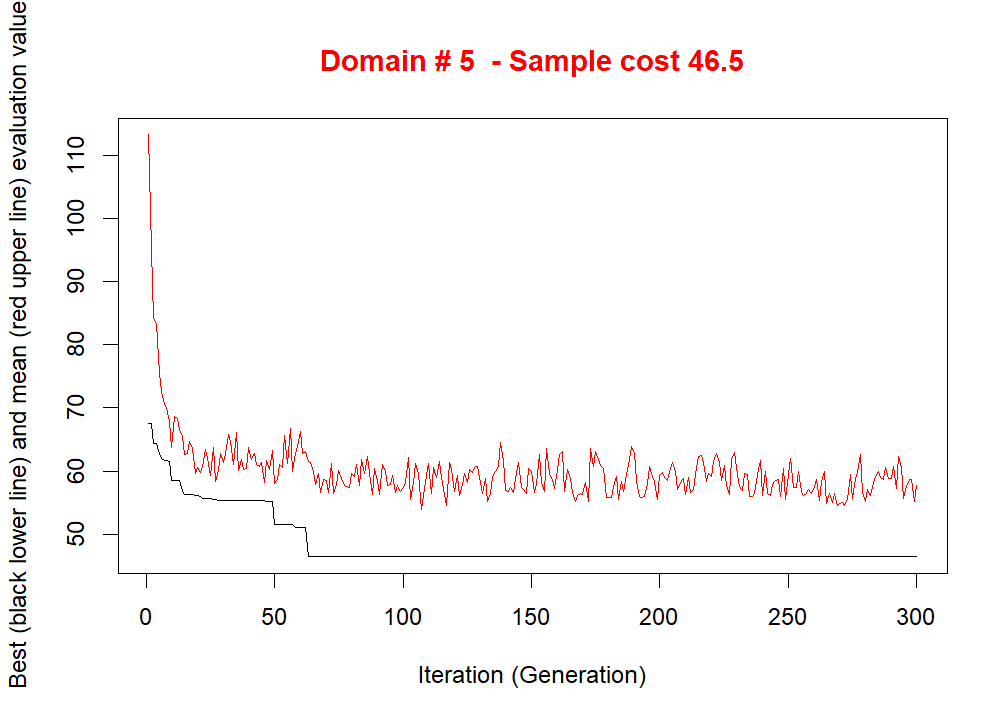 Domain # 5  - Sample cost 46.5
Best (black lower line) and mean (red upper line) evaluation value
110
100
90
80
70
60
50
0 50 100 150 200 250 300
Iteration (Generation)